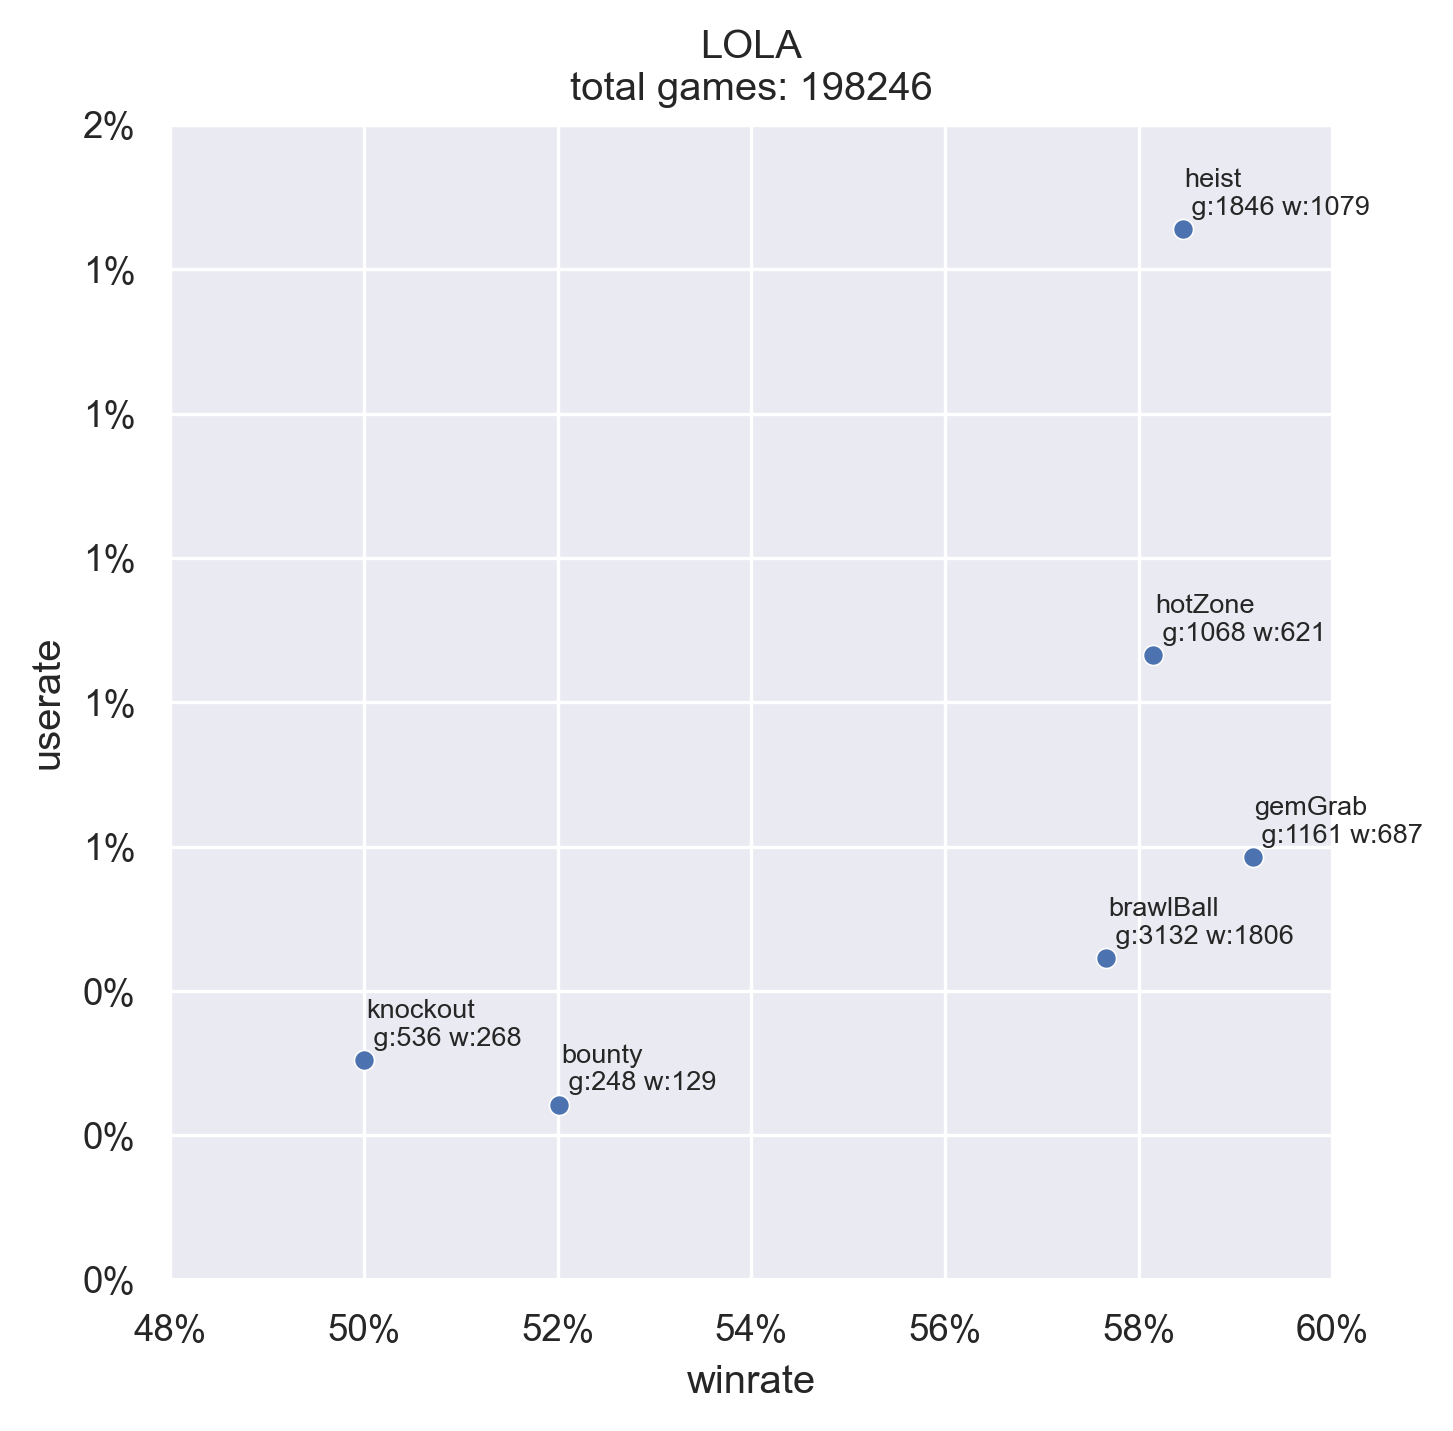 LOLA
total games: 198246
2%
1%
1%
1%
1%
1%
0%
0%
0%
userate
heist
g:1846 w:1079
hotZone
g:1068 w:621
gemGrab
g:1161 w:687
brawlBall
g:3132 w:1806
knockout
g:536 w:268
bounty
g:248 w:129
48% 50% 52% 54% 56% 58% 60%
winrate